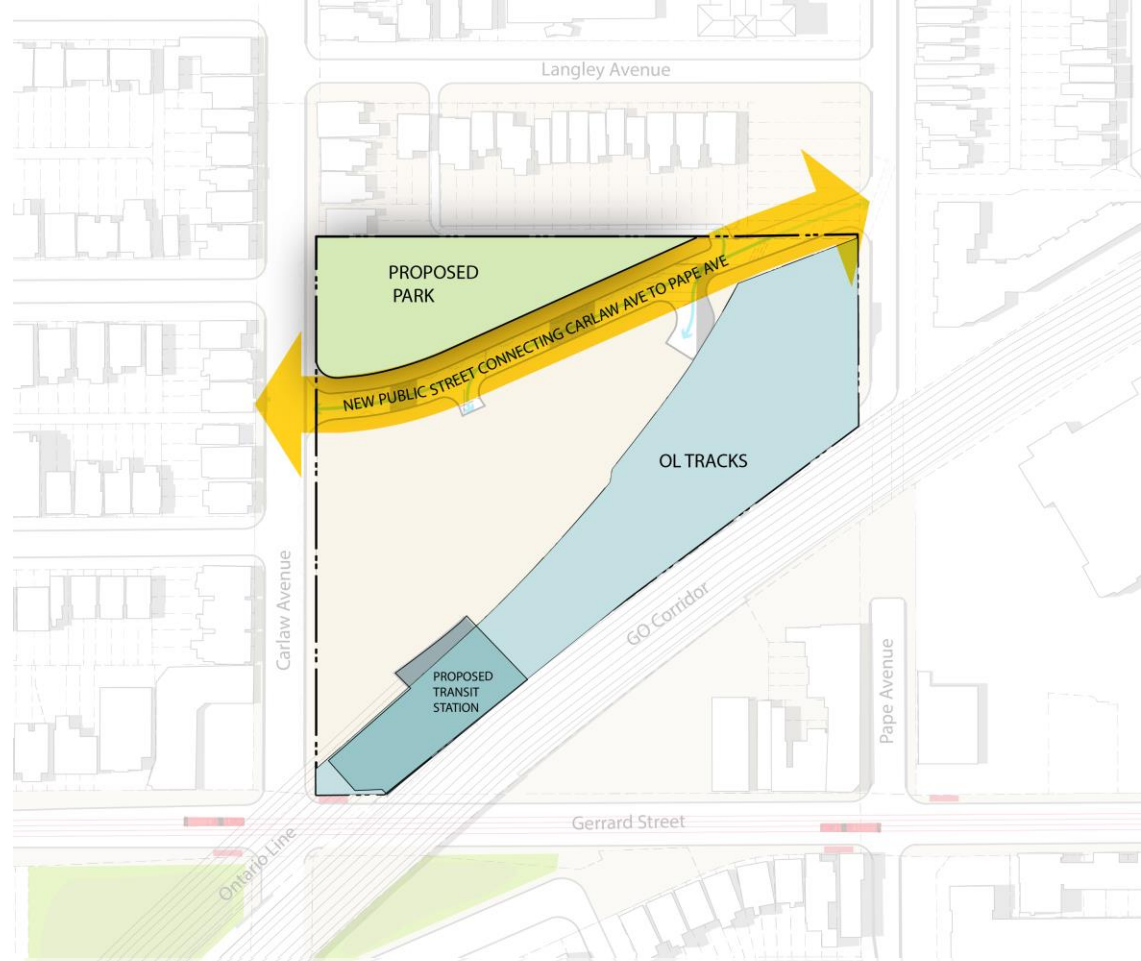 Langley Avenue
PROPOSED
PARK
NEW PUBLIC STREET CONNECTING CARLAW AVE TO PAPE AVE
OL TRACKS
Carlaw Avenue
GO Corridor
PROPOSED
TRANSIT
STATION
Pape Avenue
Gerrard Street
Ontario Line